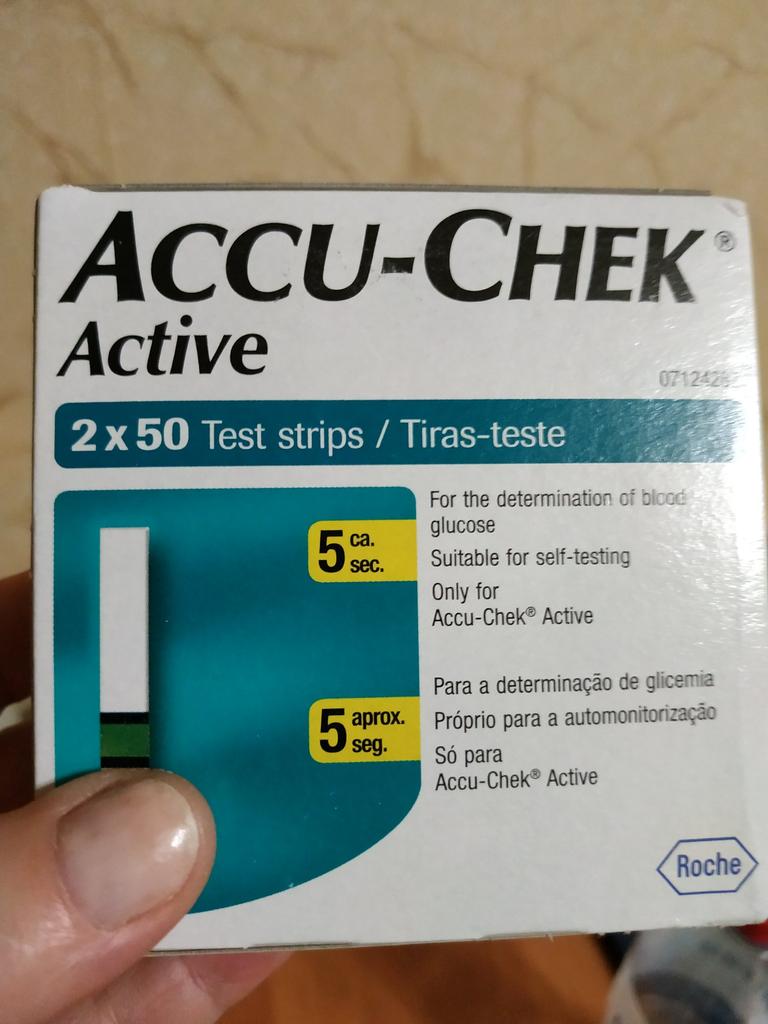 ACCU-CHEK®
Active
2 x 50 Test strips / Tiras-teste
5 ca.
sec.
For the determination of blood
glucose
Suitable for self-testing
Only for
Accu-Chek® Active
5 aprox.
seg.
Para a determinação de glicemia
Próprio para a automonitorização
Só para
Accu-Chek® Active
Roche